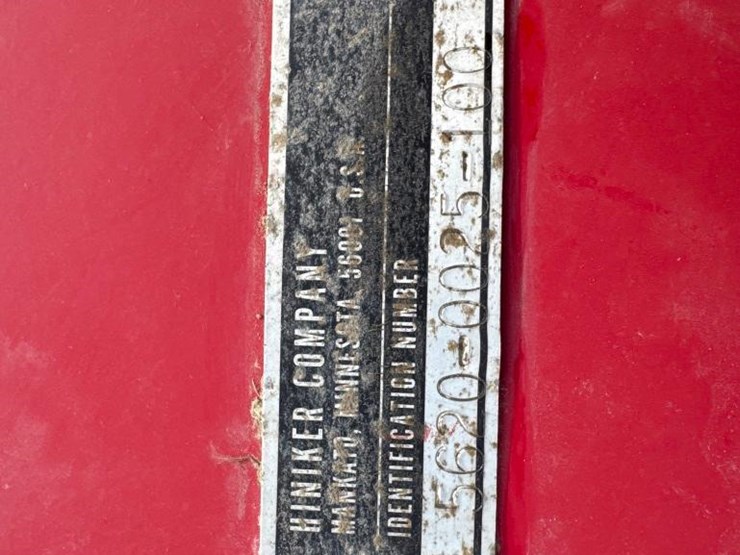 HINIKER COMPANY
MANKATO, MINNESOTA 56001 U.S.A.
IDENTIFICATION NUMBER
5620-0025-100